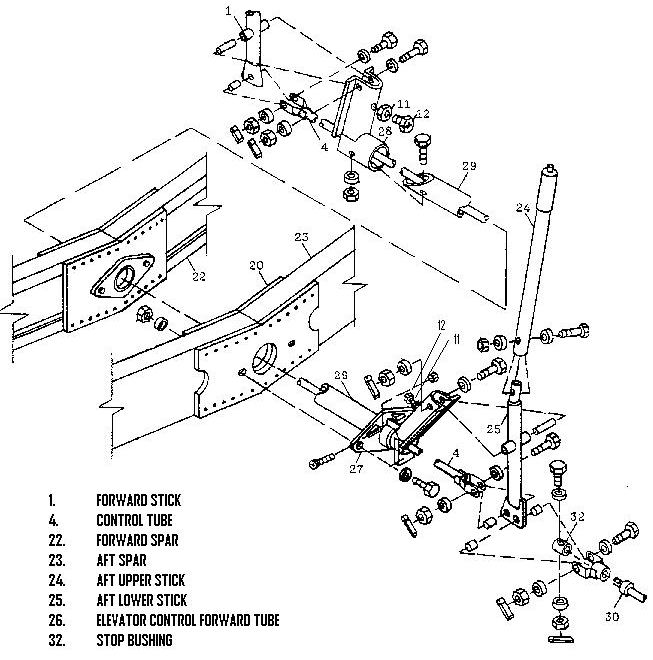 1
11
4
28
29
24
23
20
22
12
11
26
25
4
27
32
30
1. FORWARD STICK
4. CONTROL TUBE
22. FORWARD SPAR
23. AFT SPAR
24. AFT UPPER STICK
25. AFT LOWER STICK
26. ELEVATOR CONTROL FORWARD TUBE
32. STOP BUSHING